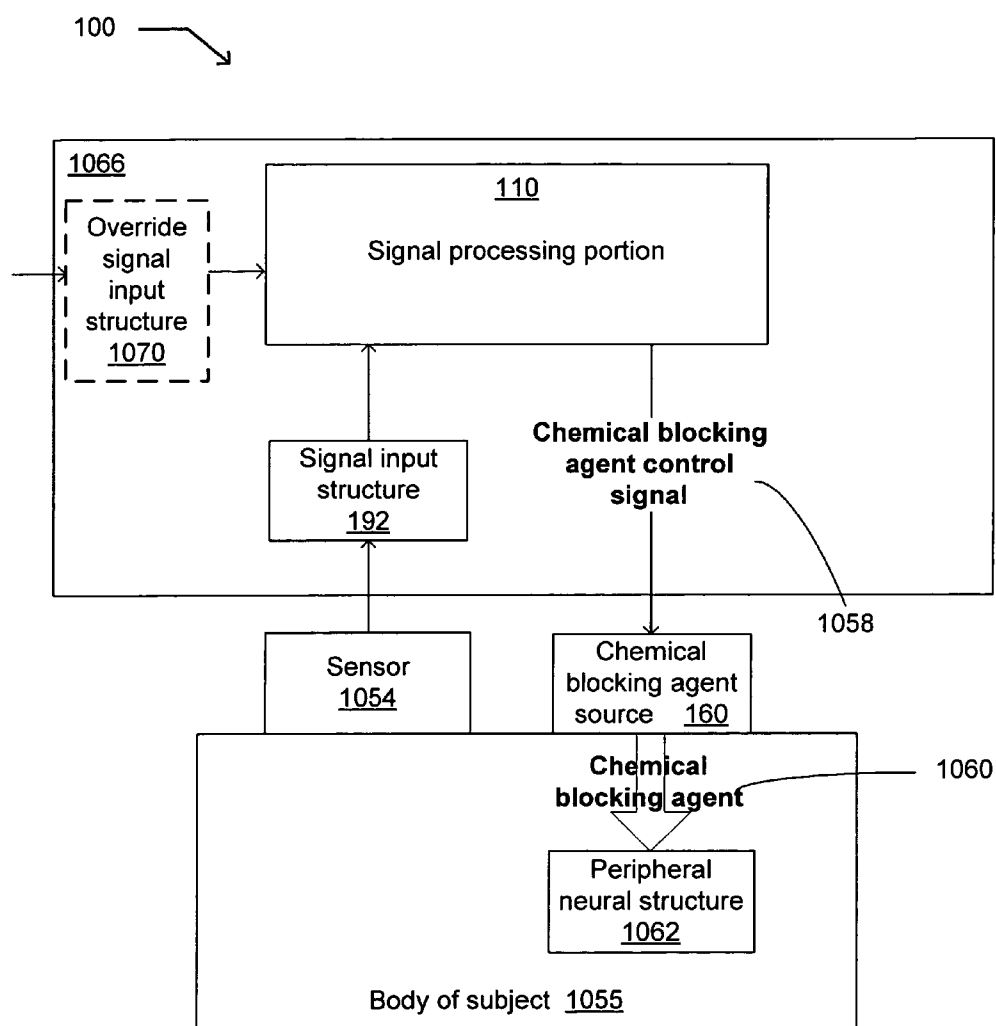 100
1066
Override
signal
input
structure
1070
110
Signal processing portion
Signal input
structure
192
Chemical blocking
agent control
signal
1058
Sensor
1054
Chemical
blocking agent
source 160
Chemical
blocking agent
1060
Peripheral
neural structure
1062
Body of subject 1055